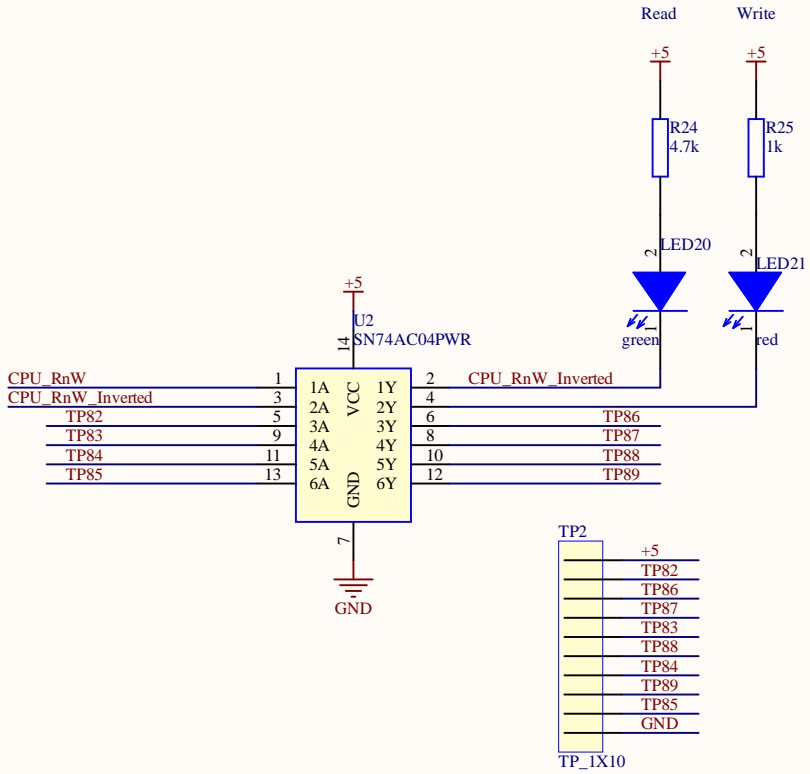 Read Write
+5 +5
R24 R25
4.7k 1k
2 2
LED20 LED21
1 1
green red
+5
U2
SN74AC04PWR
14
CPU_RnW 1 1A VCC 1Y 2 CPU_RnW_Inverted
CPU_RnW_Inverted 3 2A 2Y 4
TP82 5 3A 3Y 6 TP86
TP83 9 4A 4Y 8 TP87
TP84 11 5A 5Y 10 TP88
TP85 13 6A GND 6Y 12 TP89
7
GND
TP2
+5
TP82
TP86
TP87
TP83
TP88
TP84
TP89
TP85
GND
TP_1X10